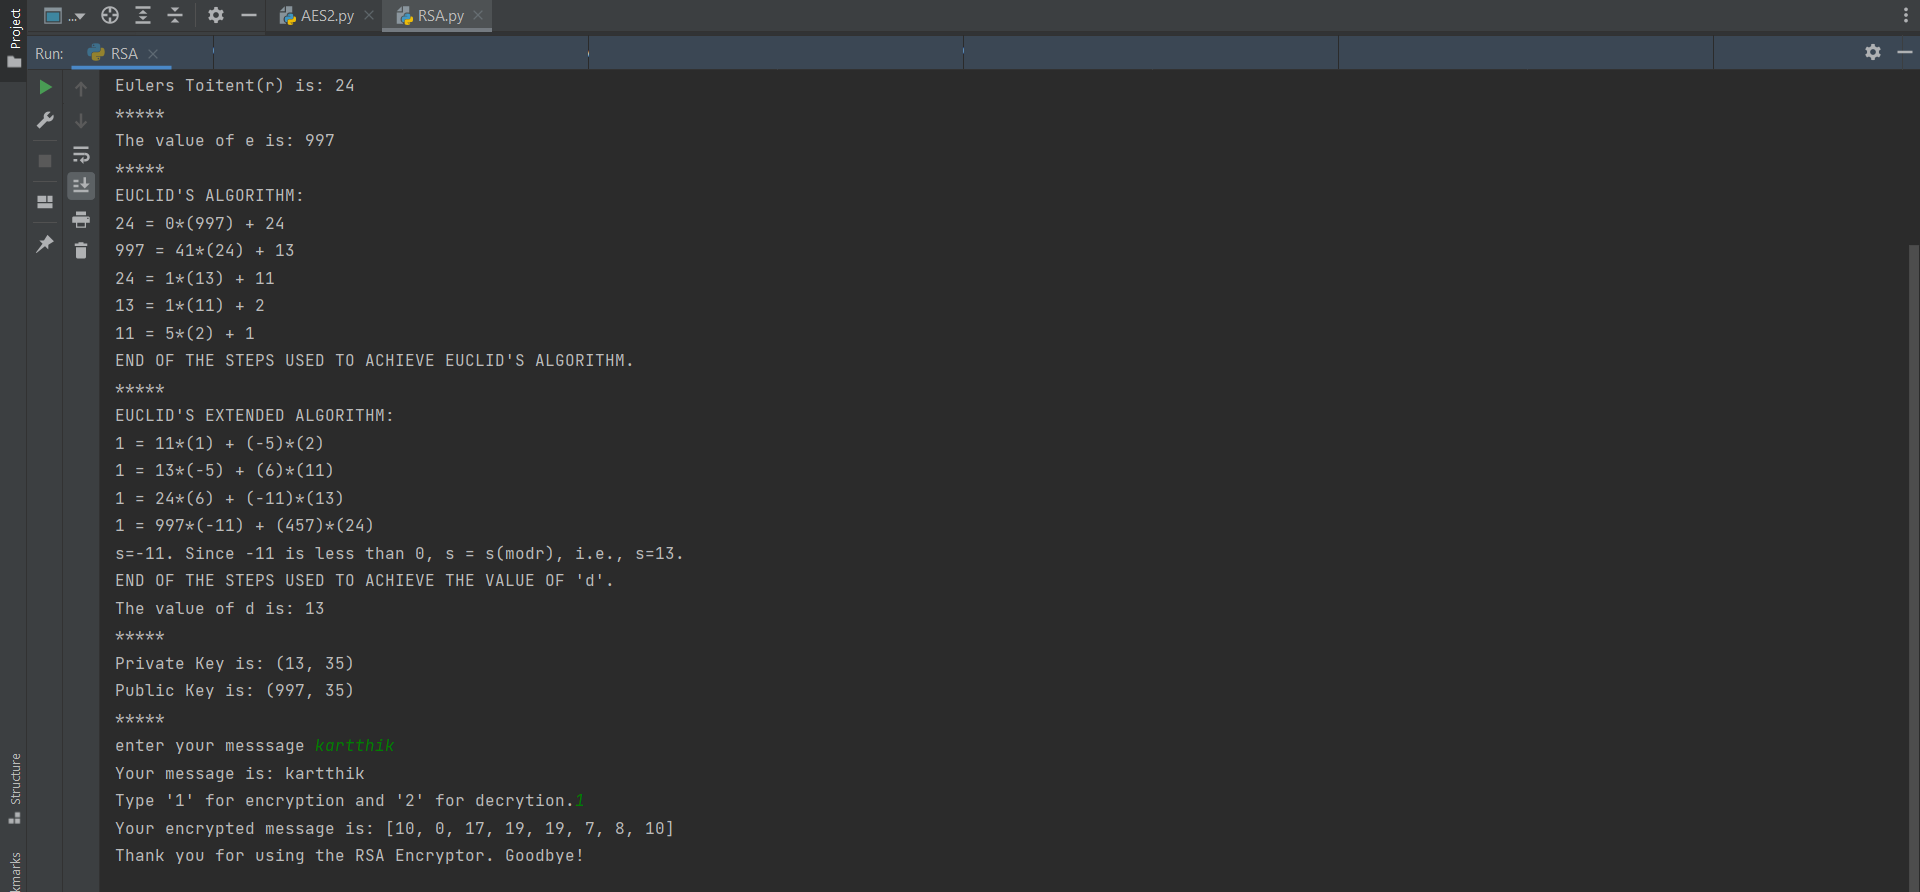 Project
...
AES2.py
RSA.py
Run:
RSA
Eulers Toitent(r) is: 24
*****
The value of e is: 997
*****
EUCLID'S ALGORITHM:
24 = 0*(997) + 24
997 = 41*(24) + 13
24 = 1*(13) + 11
13 = 1*(11) + 2
11 = 5*(2) + 1
END OF THE STEPS USED TO ACHIEVE EUCLID'S ALGORITHM.
*****
EUCLID'S EXTENDED ALGORITHM:
1 = 11*(1) + (-5)*(2)
1 = 13*(-5) + (6)*(11)
1 = 24*(6) + (-11)*(13)
1 = 997*(-11) + (457)*(24)
s=-11. Since -11 is less than 0, s = s(modr), i.e., s=13.
END OF THE STEPS USED TO ACHIEVE THE VALUE OF 'd'.
The value of d is: 13
*****
Private Key is: (13, 35)
Public Key is: (997, 35)
*****
enter your messsage kartthik
Your message is: kartthik
Type '1' for encryption and '2' for decrytion.1
Your encrypted message is: [10, 0, 17, 19, 19, 7, 8, 10]
Thank you for using the RSA Encryptor. Goodbye!
Structure
kmarks